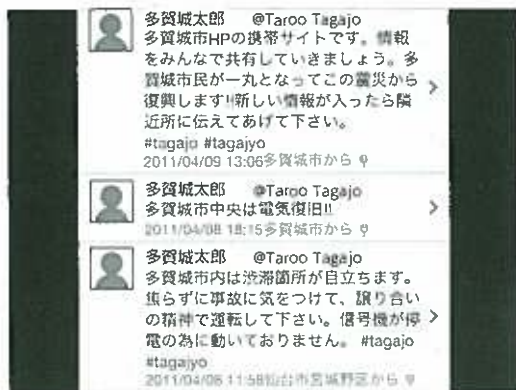 多賀城太郎 @Taroo Tagajo
多賀城市HPの携帯サイトです。情報
をみんなで共有していきましょう。多
賀城市民が一丸となってこの震災から
復興します!!新しい情報が入ったら隣
近所に伝えてあげて下さい。
#tagajo #tagajyo
2011/04/09 13:06多賀城市から
多賀城太郎 @Taroo Tagajo
多賀城市中央は電気復旧!!
2011/04/08 18:15多賀城市から
多賀城太郎 @Taroo Tagajo
多賀城市内は渋滞箇所が目立ちます。
焦らずに事故に気をつけて、譲り合い
の精神で運転して下さい。信号機が停
電の為に動いておりません。 #tagajo
#tagajyo
2011/04/08 11:58仙台市宮城野区から